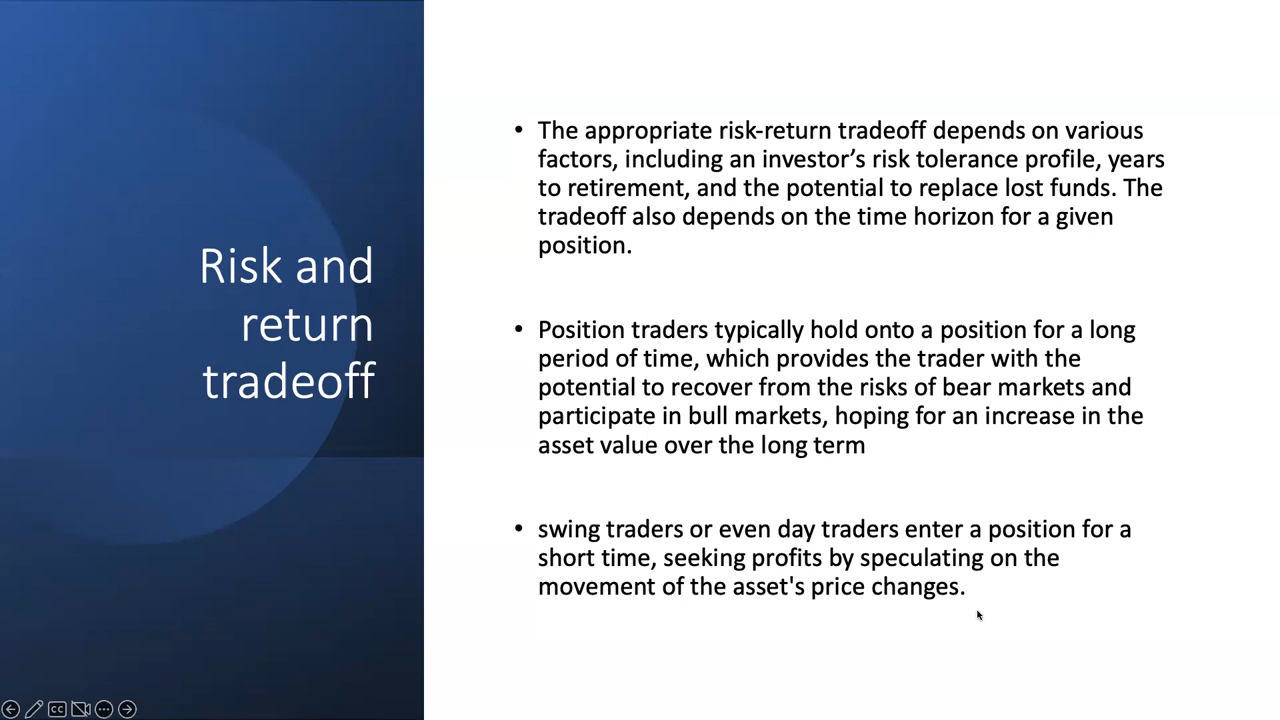 Risk and
return
tradeoff
• The appropriate risk-return tradeoff depends on various
factors, including an investor’s risk tolerance profile, years
to retirement, and the potential to replace lost funds. The
tradeoff also depends on the time horizon for a given
position.
• Position traders typically hold onto a position for a long
period of time, which provides the trader with the
potential to recover from the risks of bear markets and
participate in bull markets, hoping for an increase in the
asset value over the long term
• swing traders or even day traders enter a position for a
short time, seeking profits by speculating on the
movement of the asset's price changes.
CC